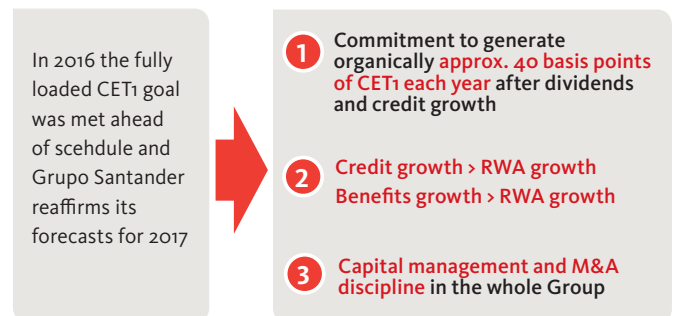 In 2016 the fully
loaded CET1 goal
was met ahead
of scehdule and
Grupo Santander
reaffirms its
forecasts for 2017
1
Commitment to generate
organically approx. 40 basis points
of CET1 each year after dividends
and credit growth
2
Credit growth > RWA growth
Benefits growth > RWA growth
3
Capital management and M&A
discipline in the whole Group